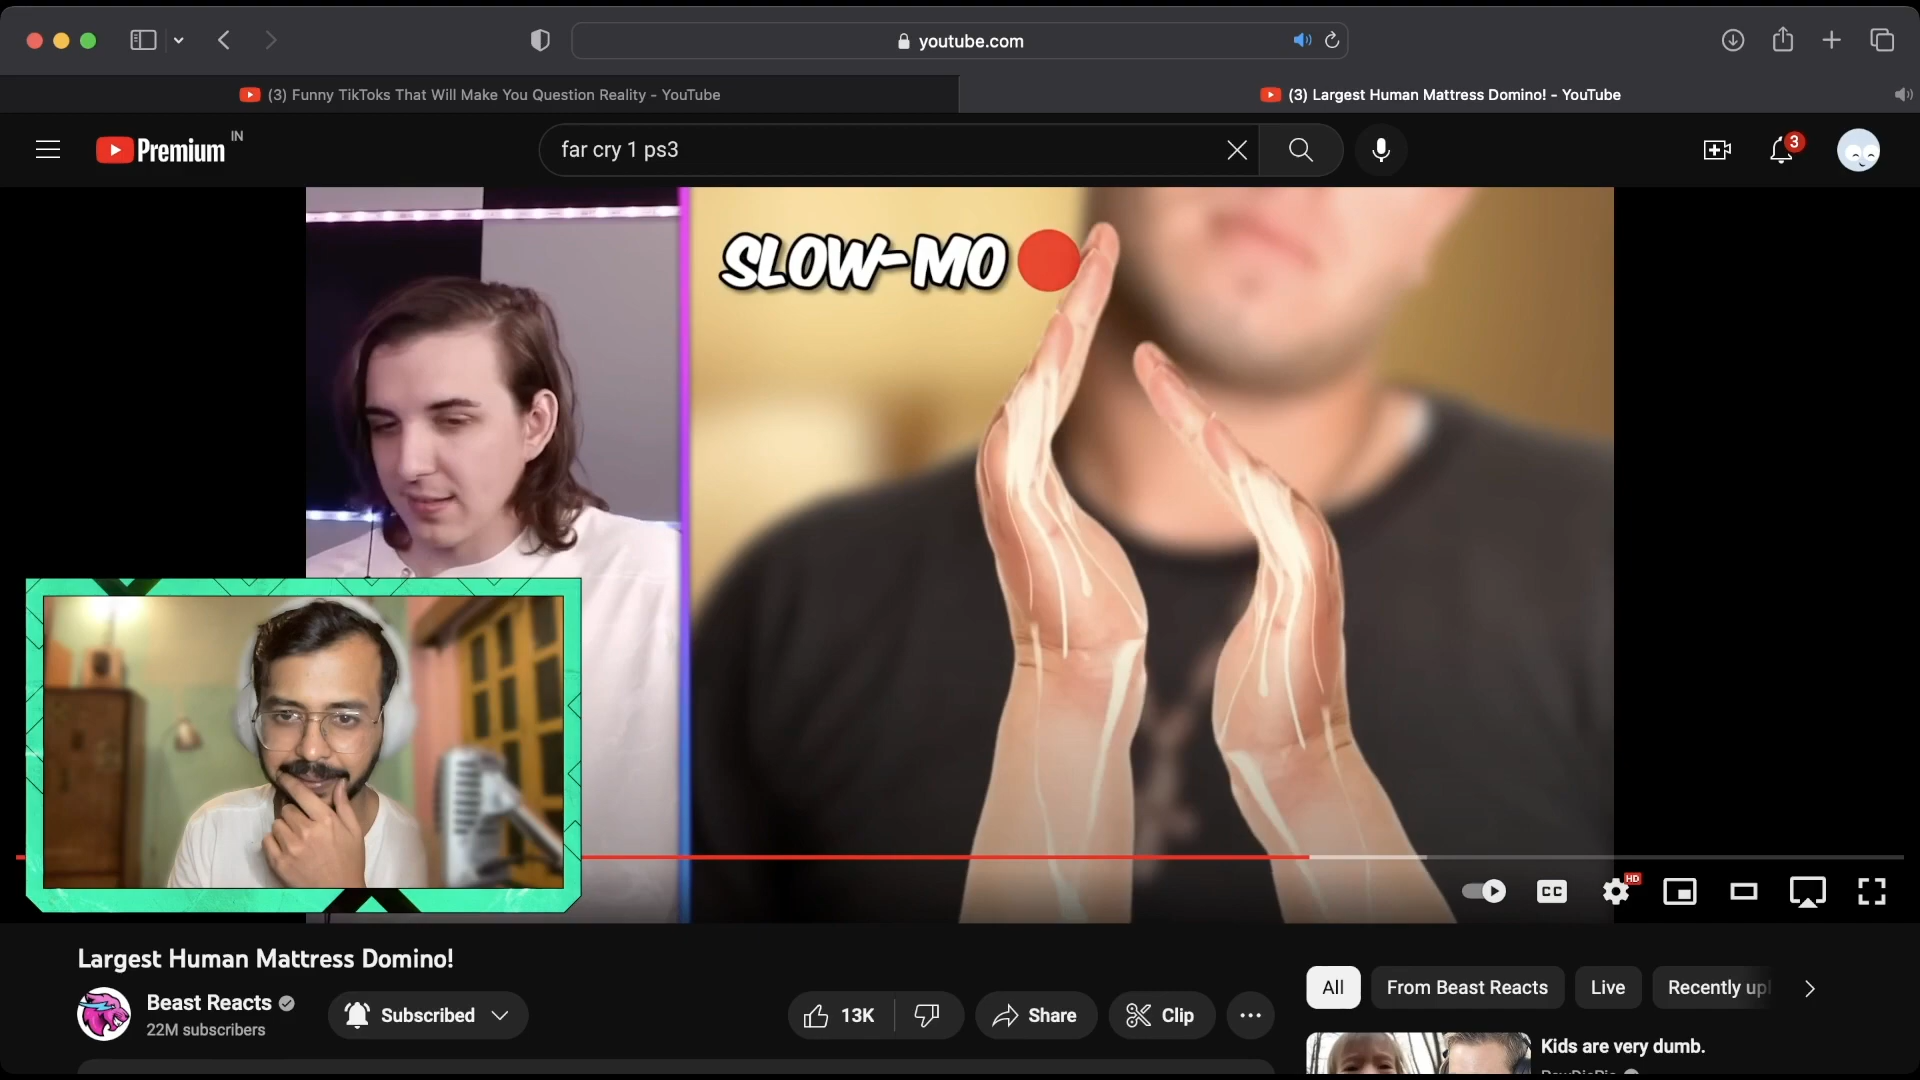 youtube.com
(3) Funny TikToks That Will Make You Question Reality - YouTube
(3) Largest Human Mattress Domino! - YouTube
Premium IN
far cry 1 ps3
3
SLOW-MO
CC
HD
Largest Human Mattress Domino!
Beast Reacts
22M subscribers
Subscribed
13K
Share
Clip
All
From Beast Reacts
Live
Recently upl
Kids are very dumb.